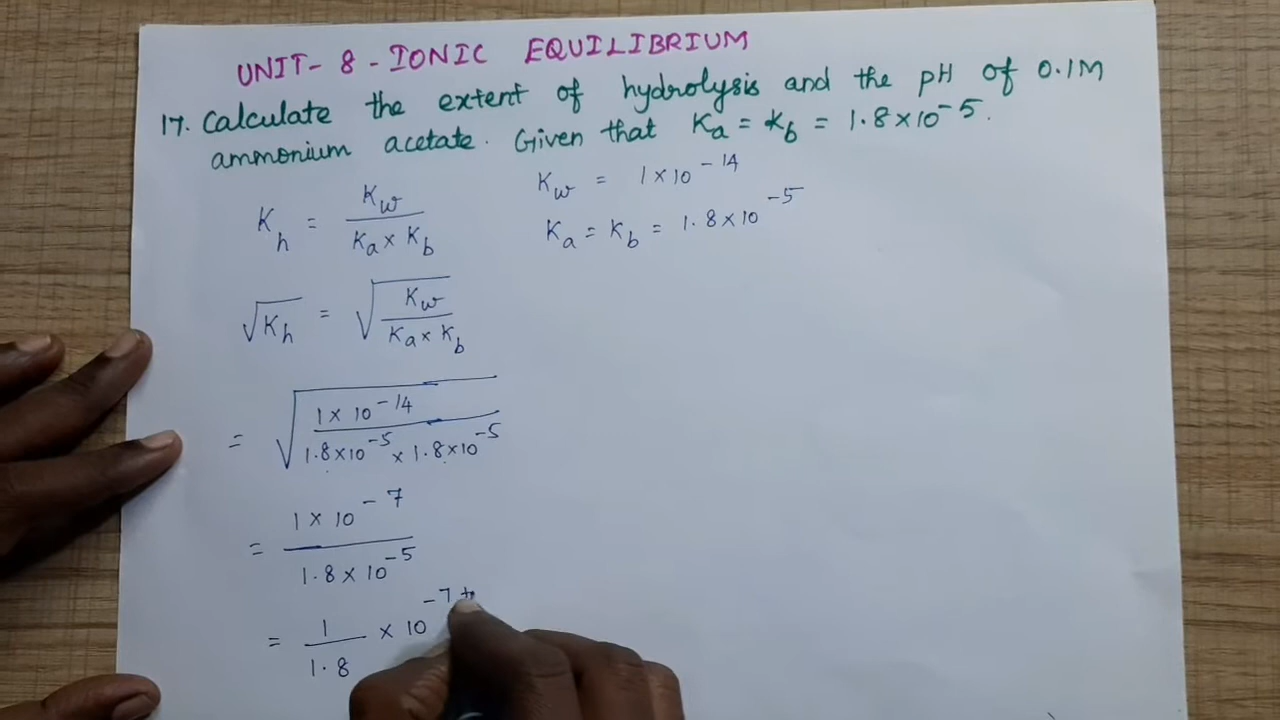 UNIT- 8 - IONIC EQUILIBRIUM
17. Calculate the extent of hydrolysis and the pH of 0.1M
ammonium acetate. Given that Ka = Kb = 1.8×10^-5.
Kh = Kw / Ka × Kb
Kw = 1×10^-14
Ka = Kb = 1.8×10^-5
√Kh = √(Kw / Ka × Kb)
= √(1 × 10^-14 / 1.8×10^-5 × 1.8×10^-5)
= 1 × 10^-7 / 1.8 × 10^-5
= 1 / 1.8 × 10^-7+